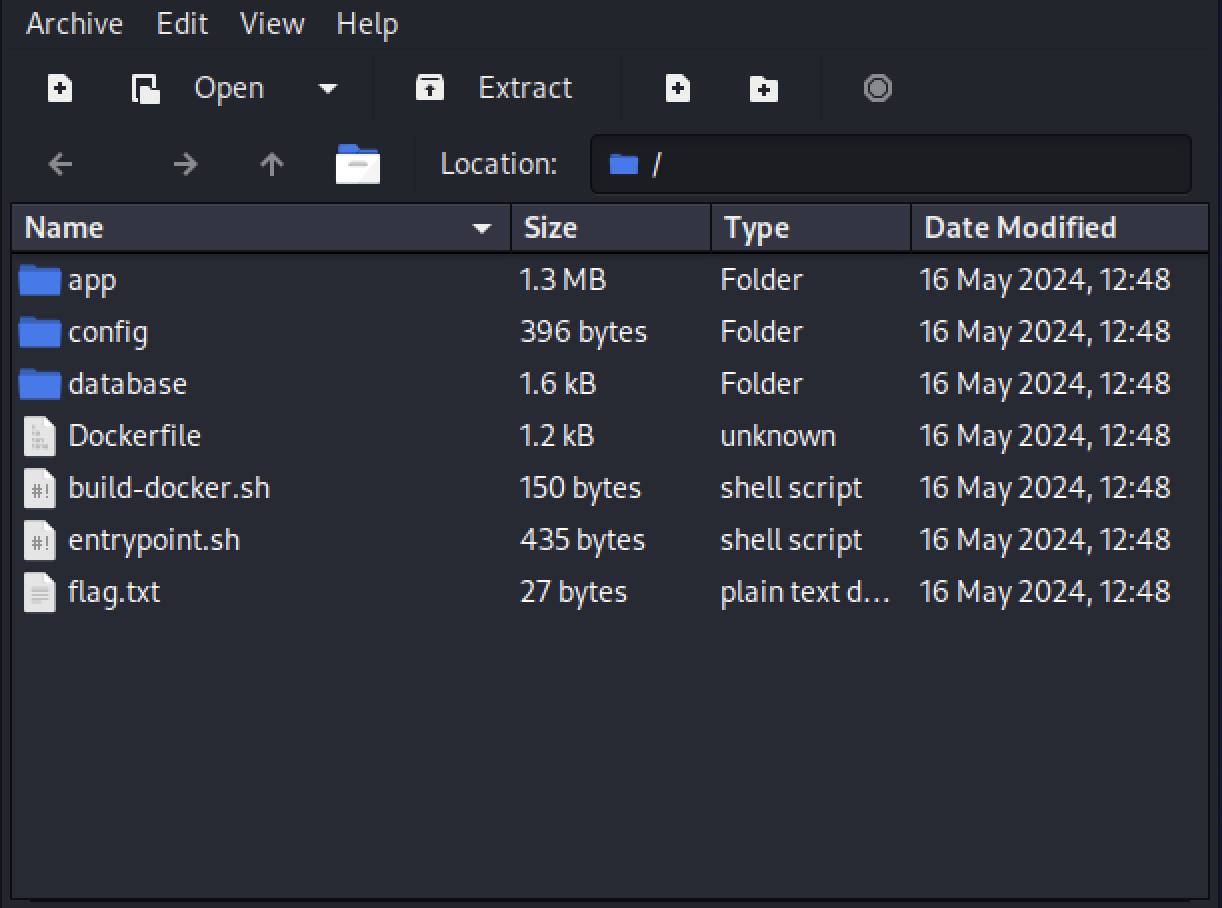 Archive Edit View Help
Open Extract
Location: /
Name Size Type Date Modified
app 1.3 MB Folder 16 May 2024, 12:48
config 396 bytes Folder 16 May 2024, 12:48
database 1.6 kB Folder 16 May 2024, 12:48
Dockerfile 1.2 kB unknown 16 May 2024, 12:48
build-docker.sh 150 bytes shell script 16 May 2024, 12:48
entrypoint.sh 435 bytes shell script 16 May 2024, 12:48
flag.txt 27 bytes plain text d... 16 May 2024, 12:48